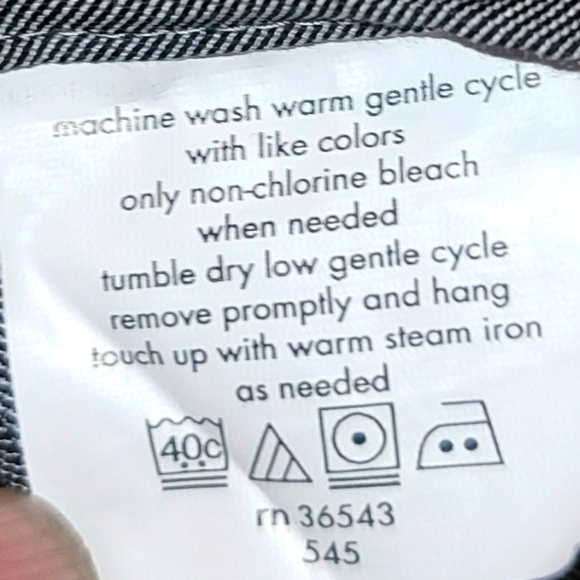 machine wash warm gentle cycle
with like colors
only non-chlorine bleach
when needed
tumble dry low gentle cycle
remove promptly and hang
touch up with warm steam iron
as needed
40c
rn 36543
545